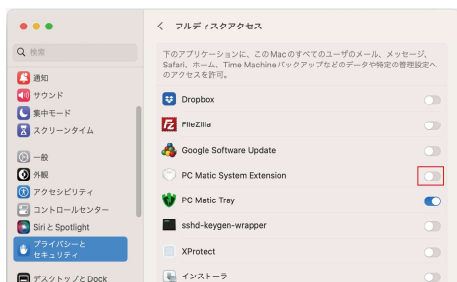 フルディスクアクセス
検索
下のアプリケーションに、このMacのすべてのユーザのメール、メッセージ、
Safari、ホーム、Time Machineバックアップなどのデータや特定の管理設定へ
のアクセスを許可。
通知
サウンド
集中モード
スクリーンタイム
一般
外観
アクセシビリティ
コントロールセンター
Siri と Spotlight
プライバシーと
セキュリティ
デスクトップと Dock
Dropbox
FileZilla
Google Software Update
PC Matic System Extension
PC Matic Tray
sshd-keygen-wrapper
XProtect
インストーラ